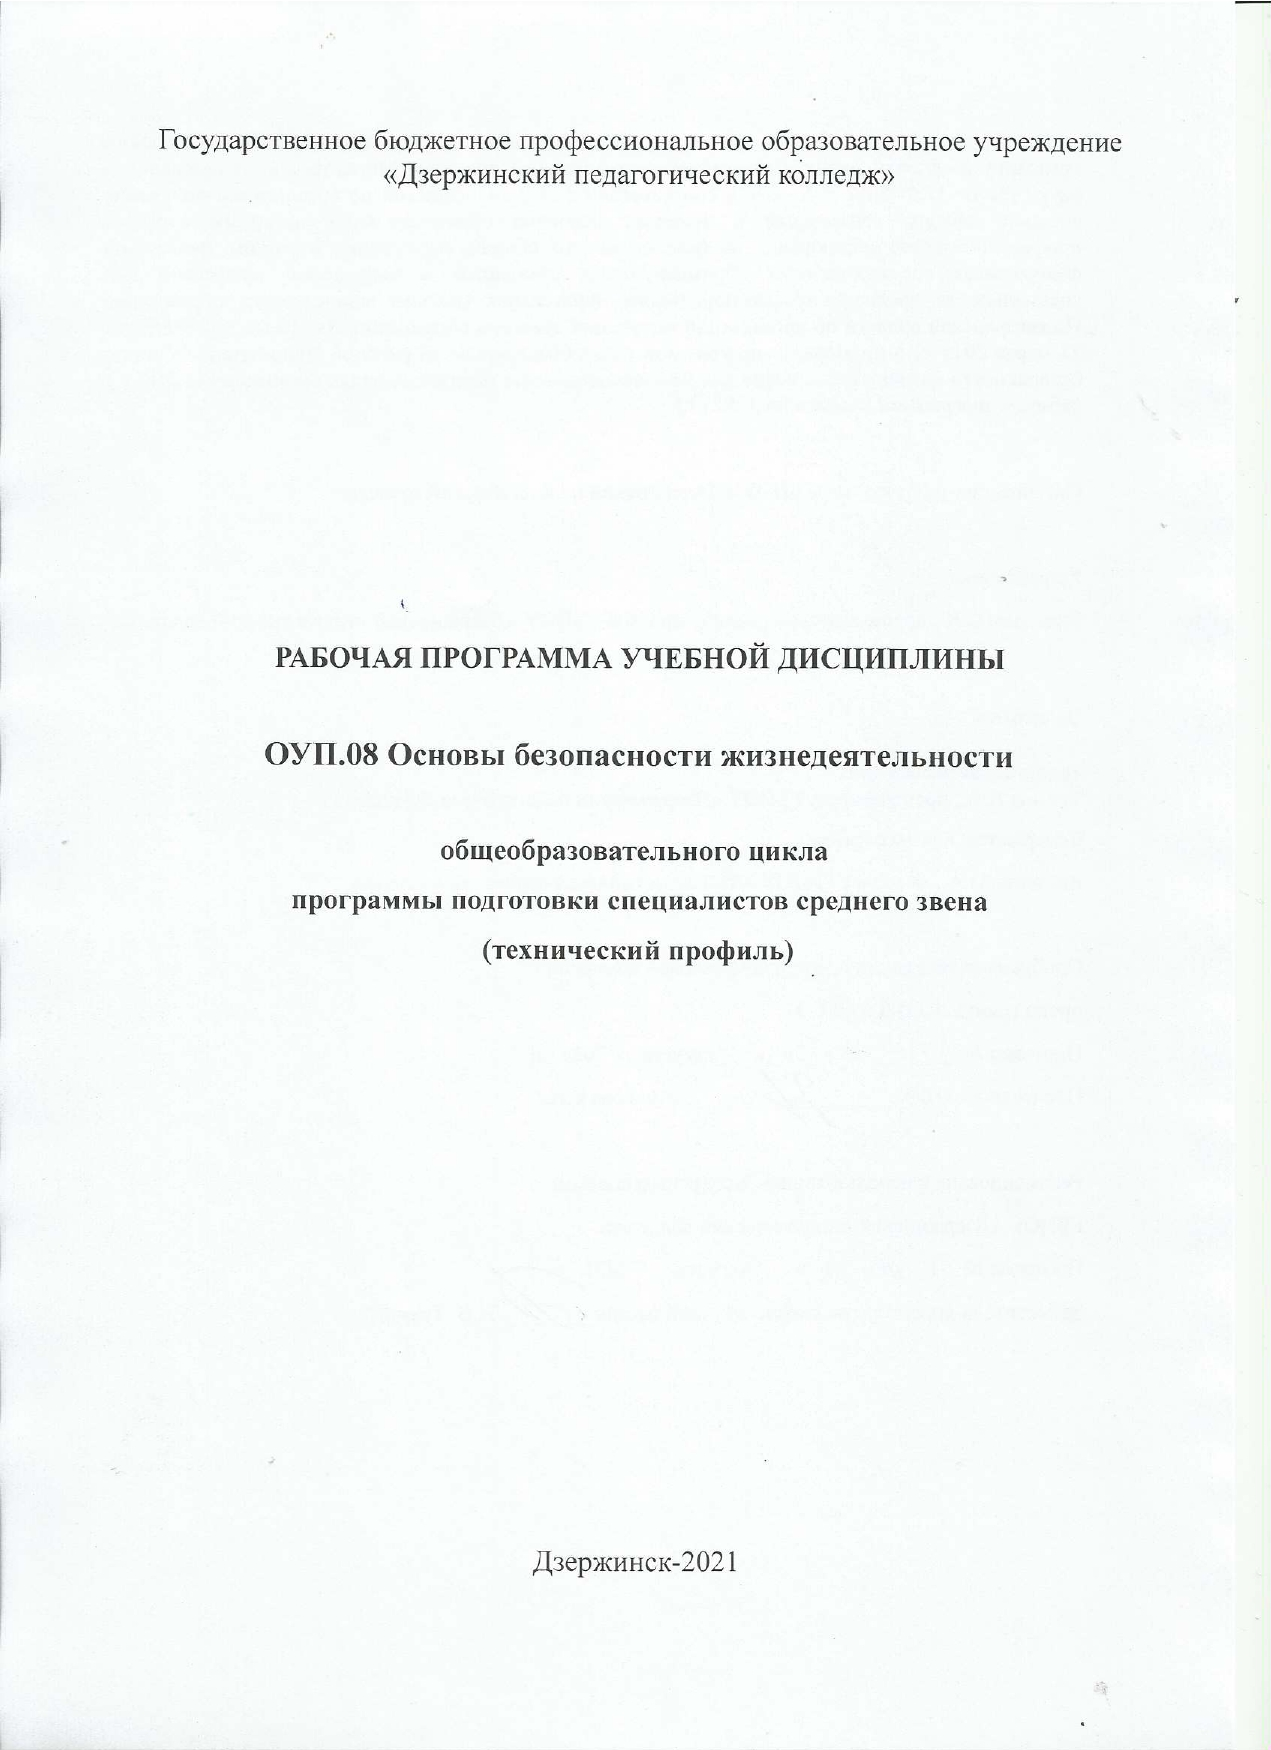 Государственное бюджетное профессиональное образовательное учреждение
«Дзержинский педагогический колледж»
РАБОЧАЯ ПРОГРАММА УЧЕБНОЙ ДИСЦИПЛИНЫ
ОУП.08 Основы безопасности жизнедеятельности
общеобразовательного цикла
программы подготовки специалистов среднего звена
(технический профиль)
Дзержинск-2021